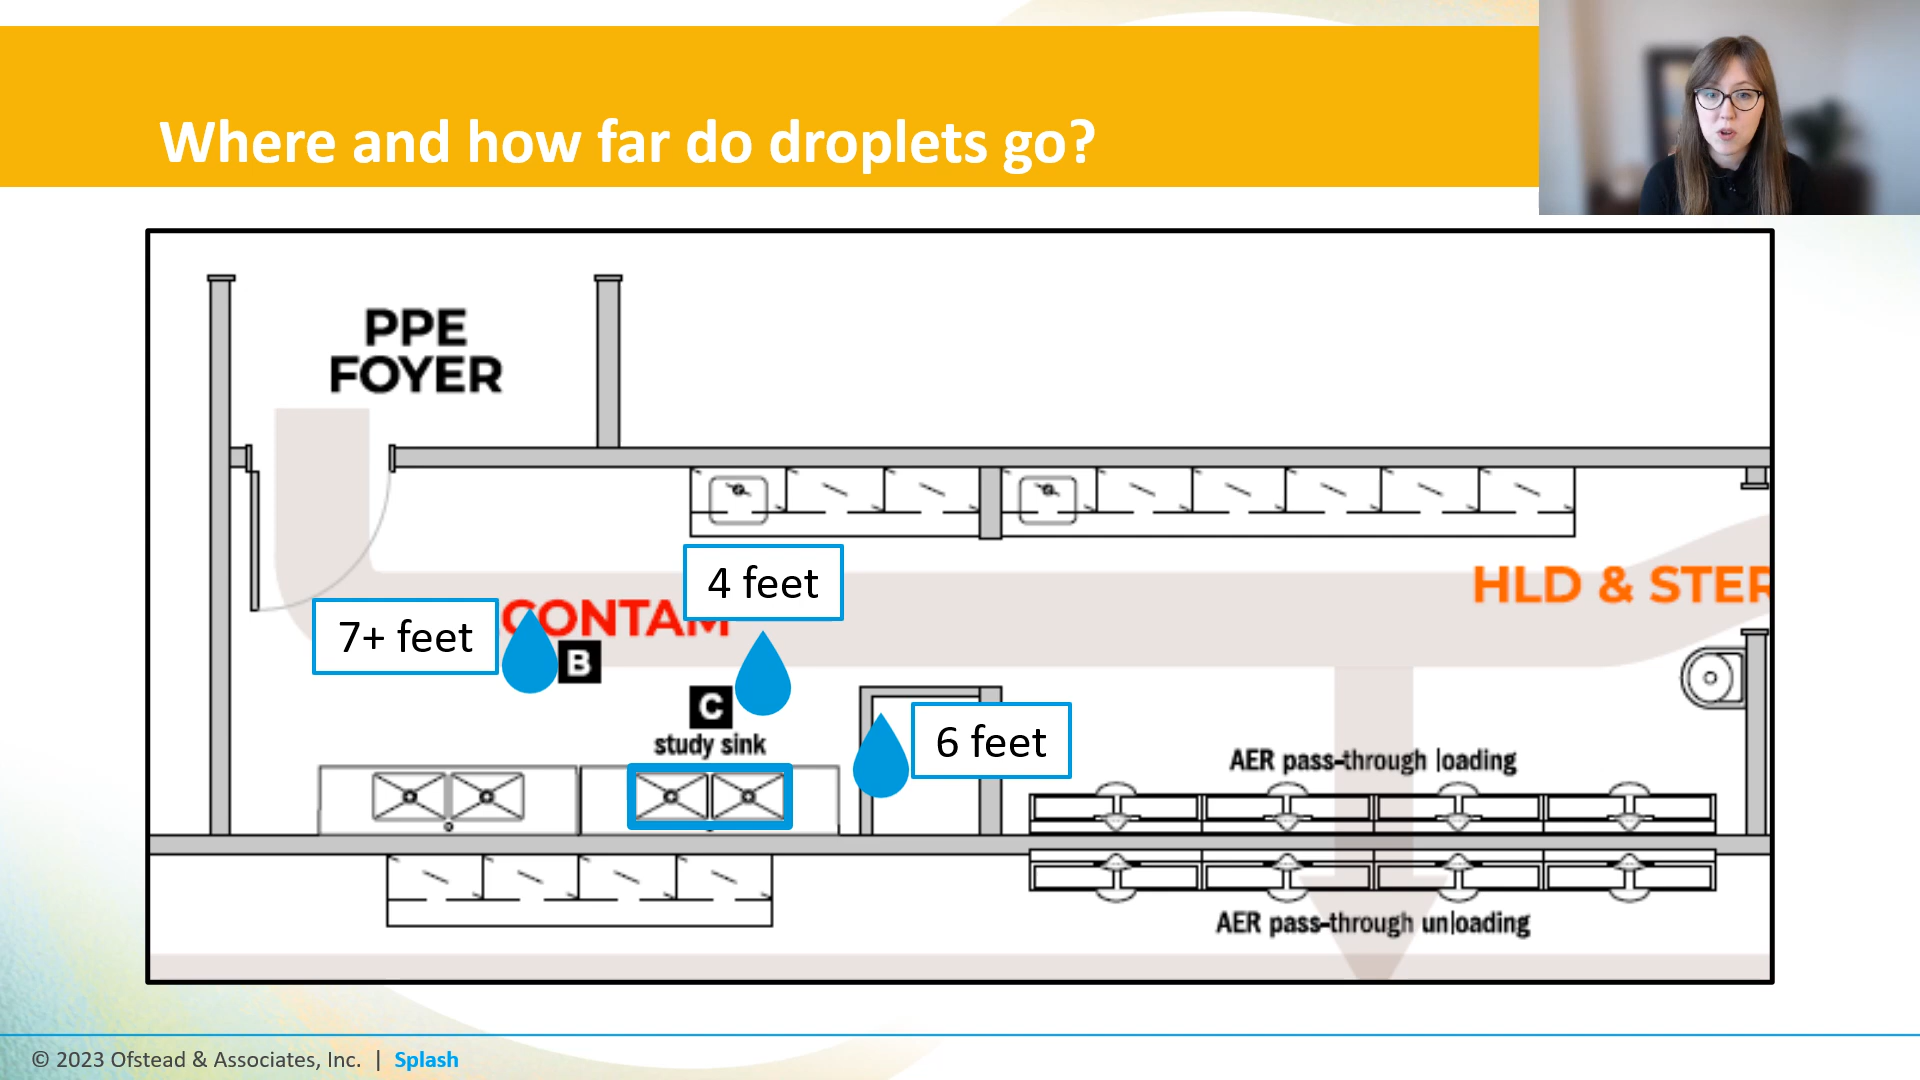 Where and how far do droplets go?
PPE
FOYER
4 feet
HLD & STER
7+ feet
CONTAM
B
C
study sink
6 feet
AER pass-through loading
AER pass-through unloading
© 2023 Ofstead & Associates, Inc. | Splash